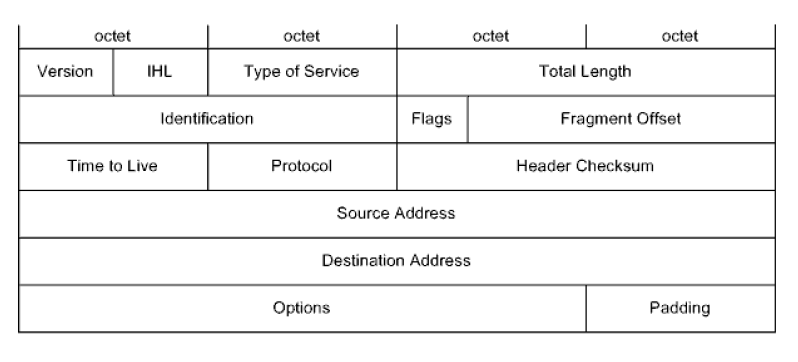 octet octet octet octet
Version IHL Type of Service Total Length
Identification Flags Fragment Offset
Time to Live Protocol Header Checksum
Source Address
Destination Address
Options Padding